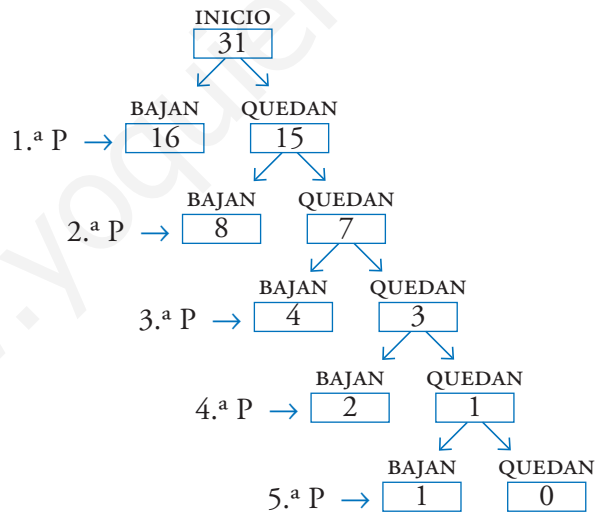 INICIO
31
BAJAN QUEDAN
1.ª P → 16 15
BAJAN QUEDAN
2.ª P → 8 7
BAJAN QUEDAN
3.ª P → 4 3
BAJAN QUEDAN
4.ª P → 2 1
BAJAN QUEDAN
5.ª P → 1 0